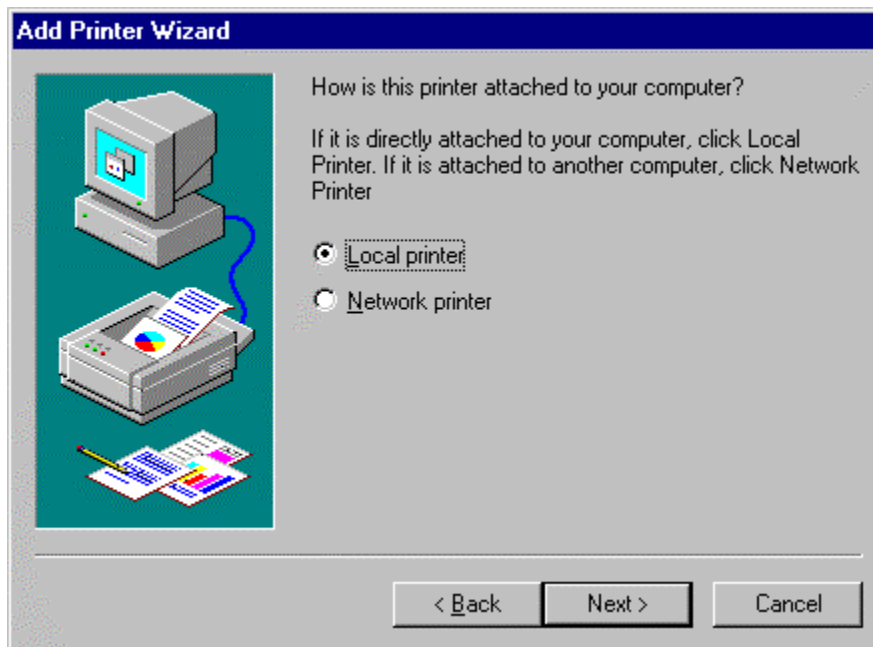 Add Printer Wizard
How is this printer attached to your computer?
If it is directly attached to your computer, click Local
Printer. If it is attached to another computer, click Network
Printer
Local printer
Network printer
< Back
Next >
Cancel